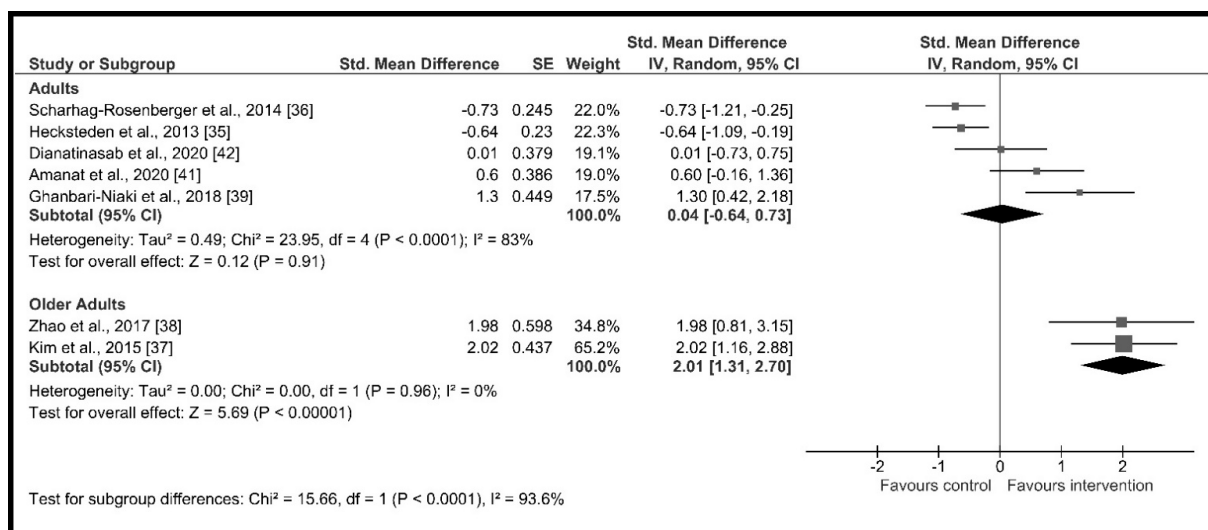 Std. Mean Difference Std. Mean Difference
Study or Subgroup Std. Mean Difference SE Weight IV, Random, 95% CI IV, Random, 95% CI
Adults
Scharhag-Rosenberger et al., 2014 [36] -0.73 0.245 22.0% -0.73 [-1.21, -0.25]
Hecksteden et al., 2013 [35] -0.64 0.23 22.3% -0.64 [-1.09, -0.19]
Dianatinasab et al., 2020 [42] 0.01 0.379 19.1% 0.01 [-0.73, 0.75]
Amanat et al., 2020 [41] 0.6 0.386 19.0% 0.60 [-0.16, 1.36]
Ghanbari-Niaki et al., 2018 [39] 1.3 0.449 17.5% 1.30 [0.42, 2.18]
Subtotal (95% CI) 100.0% 0.04 [-0.64, 0.73]
Heterogeneity: Tau² = 0.49; Chi² = 23.95, df = 4 (P < 0.0001); I² = 83%
Test for overall effect: Z = 0.12 (P = 0.91)
Older Adults
Zhao et al., 2017 [38] 1.98 0.598 34.8% 1.98 [0.81, 3.15]
Kim et al., 2015 [37] 2.02 0.437 65.2% 2.02 [1.16, 2.88]
Subtotal (95% CI) 100.0% 2.01 [1.31, 2.70]
Heterogeneity: Tau² = 0.00; Chi² = 0.00, df = 1 (P = 0.96); I² = 0%
Test for overall effect: Z = 5.69 (P < 0.00001)
-2 -1 0 1 2
Favours control Favours intervention
Test for subgroup differences: Chi² = 15.66, df = 1 (P < 0.0001), I² = 93.6%